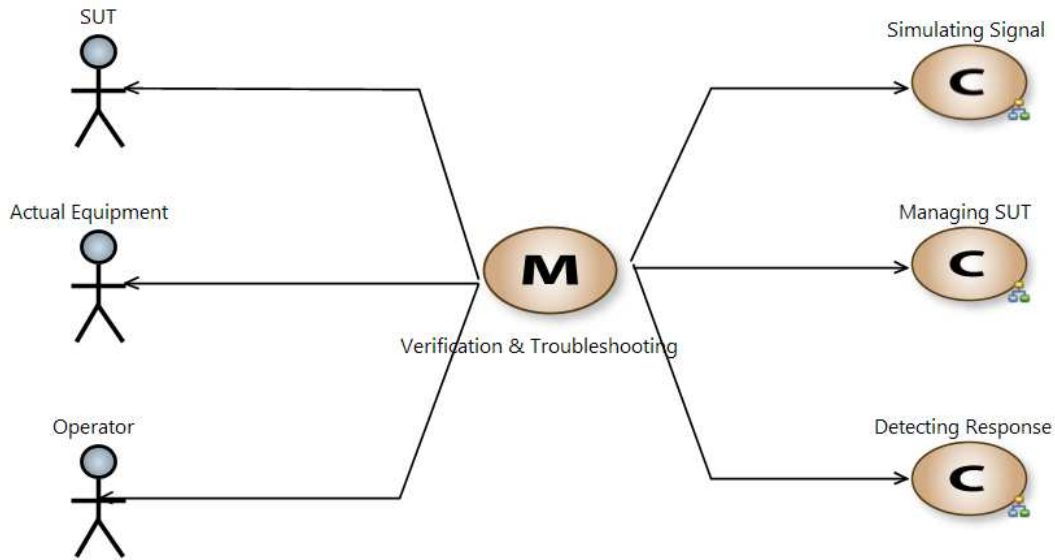 SUT
Simulating Signal
C
Actual Equipment
Managing SUT
M
C
Verification & Troubleshooting
Operator
Detecting Response
C